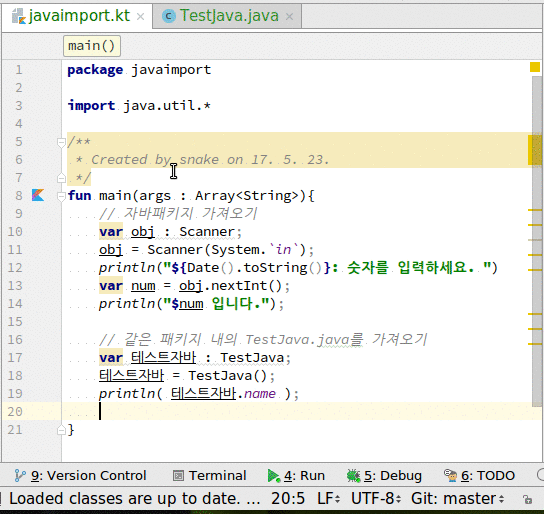 javaimport.kt × TestJava.java ×
main()
1 package javaimport
2
3 import java.util.*
4
5 /**
6 * Created by snake on 17. 5. 23.
7 */
8 fun main(args : Array<String>){
9 // 자바패키지 가져오기
10 var obj : Scanner;
11 obj = Scanner(System.`in`);
12 println("${Date().toString()}: 숫자를 입력하세요. ")
13 var num = obj.nextInt();
14 println("$num 입니다.");
15
16 // 같은 패키지 내의 TestJava.java를 가져오기
17 var 테스트자바 : TestJava;
18 테스트자바 = TestJava();
19 println( 테스트자바.name );
20
21 }
9: Version Control Terminal 4: Run 5: Debug 6: TODO
Loaded classes are up to date. ... 20:5 LF UTF-8 Git: master